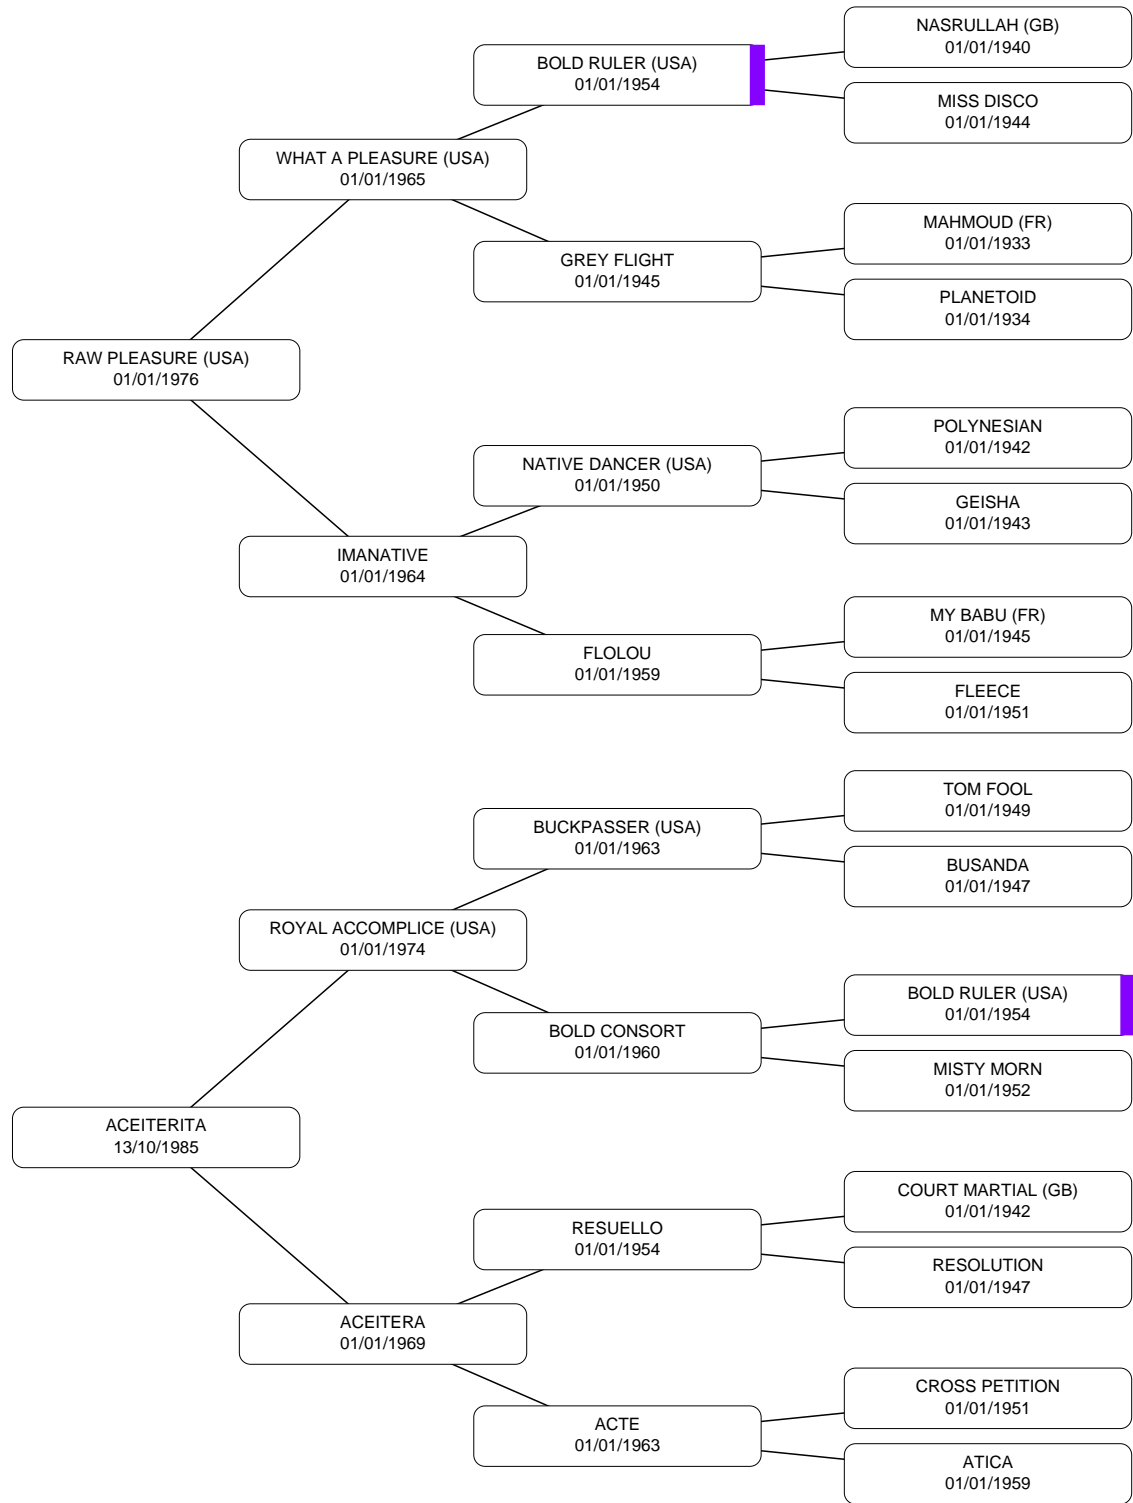 NASRULLAH (GB)
01/01/1940
BOLD RULER (USA)
01/01/1954
MISS DISCO
01/01/1944
WHAT A PLEASURE (USA)
01/01/1965
MAHMOUD (FR)
01/01/1933
GREY FLIGHT
01/01/1945
PLANETOID
01/01/1934
RAW PLEASURE (USA)
01/01/1976
POLYNESIAN
01/01/1942
NATIVE DANCER (USA)
01/01/1950
GEISHA
01/01/1943
IMANATIVE
01/01/1964
MY BABU (FR)
01/01/1945
FLOLOU
01/01/1959
FLEECE
01/01/1951
TOM FOOL
01/01/1949
BUCKPASSER (USA)
01/01/1963
BUSANDA
01/01/1947
ROYAL ACCOMPLICE (USA)
01/01/1974
BOLD RULER (USA)
01/01/1954
BOLD CONSORT
01/01/1960
MISTY MORN
01/01/1952
ACEITERITA
13/10/1985
COURT MARTIAL (GB)
01/01/1942
RESUELLO
01/01/1954
RESOLUTION
01/01/1947
ACEITERA
01/01/1969
CROSS PETITION
01/01/1951
ACTE
01/01/1963
ATICA
01/01/1959